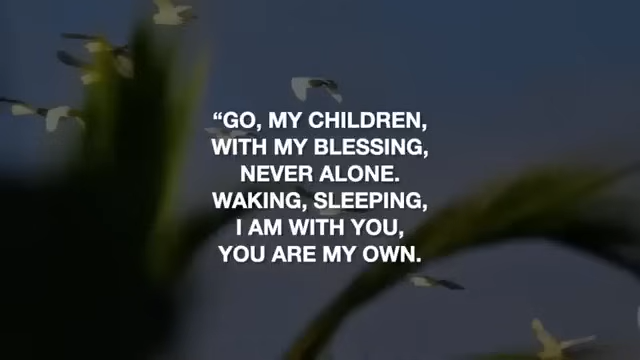 “GO, MY CHILDREN,
WITH MY BLESSING,
NEVER ALONE.
WAKING, SLEEPING,
I AM WITH YOU,
YOU ARE MY OWN.